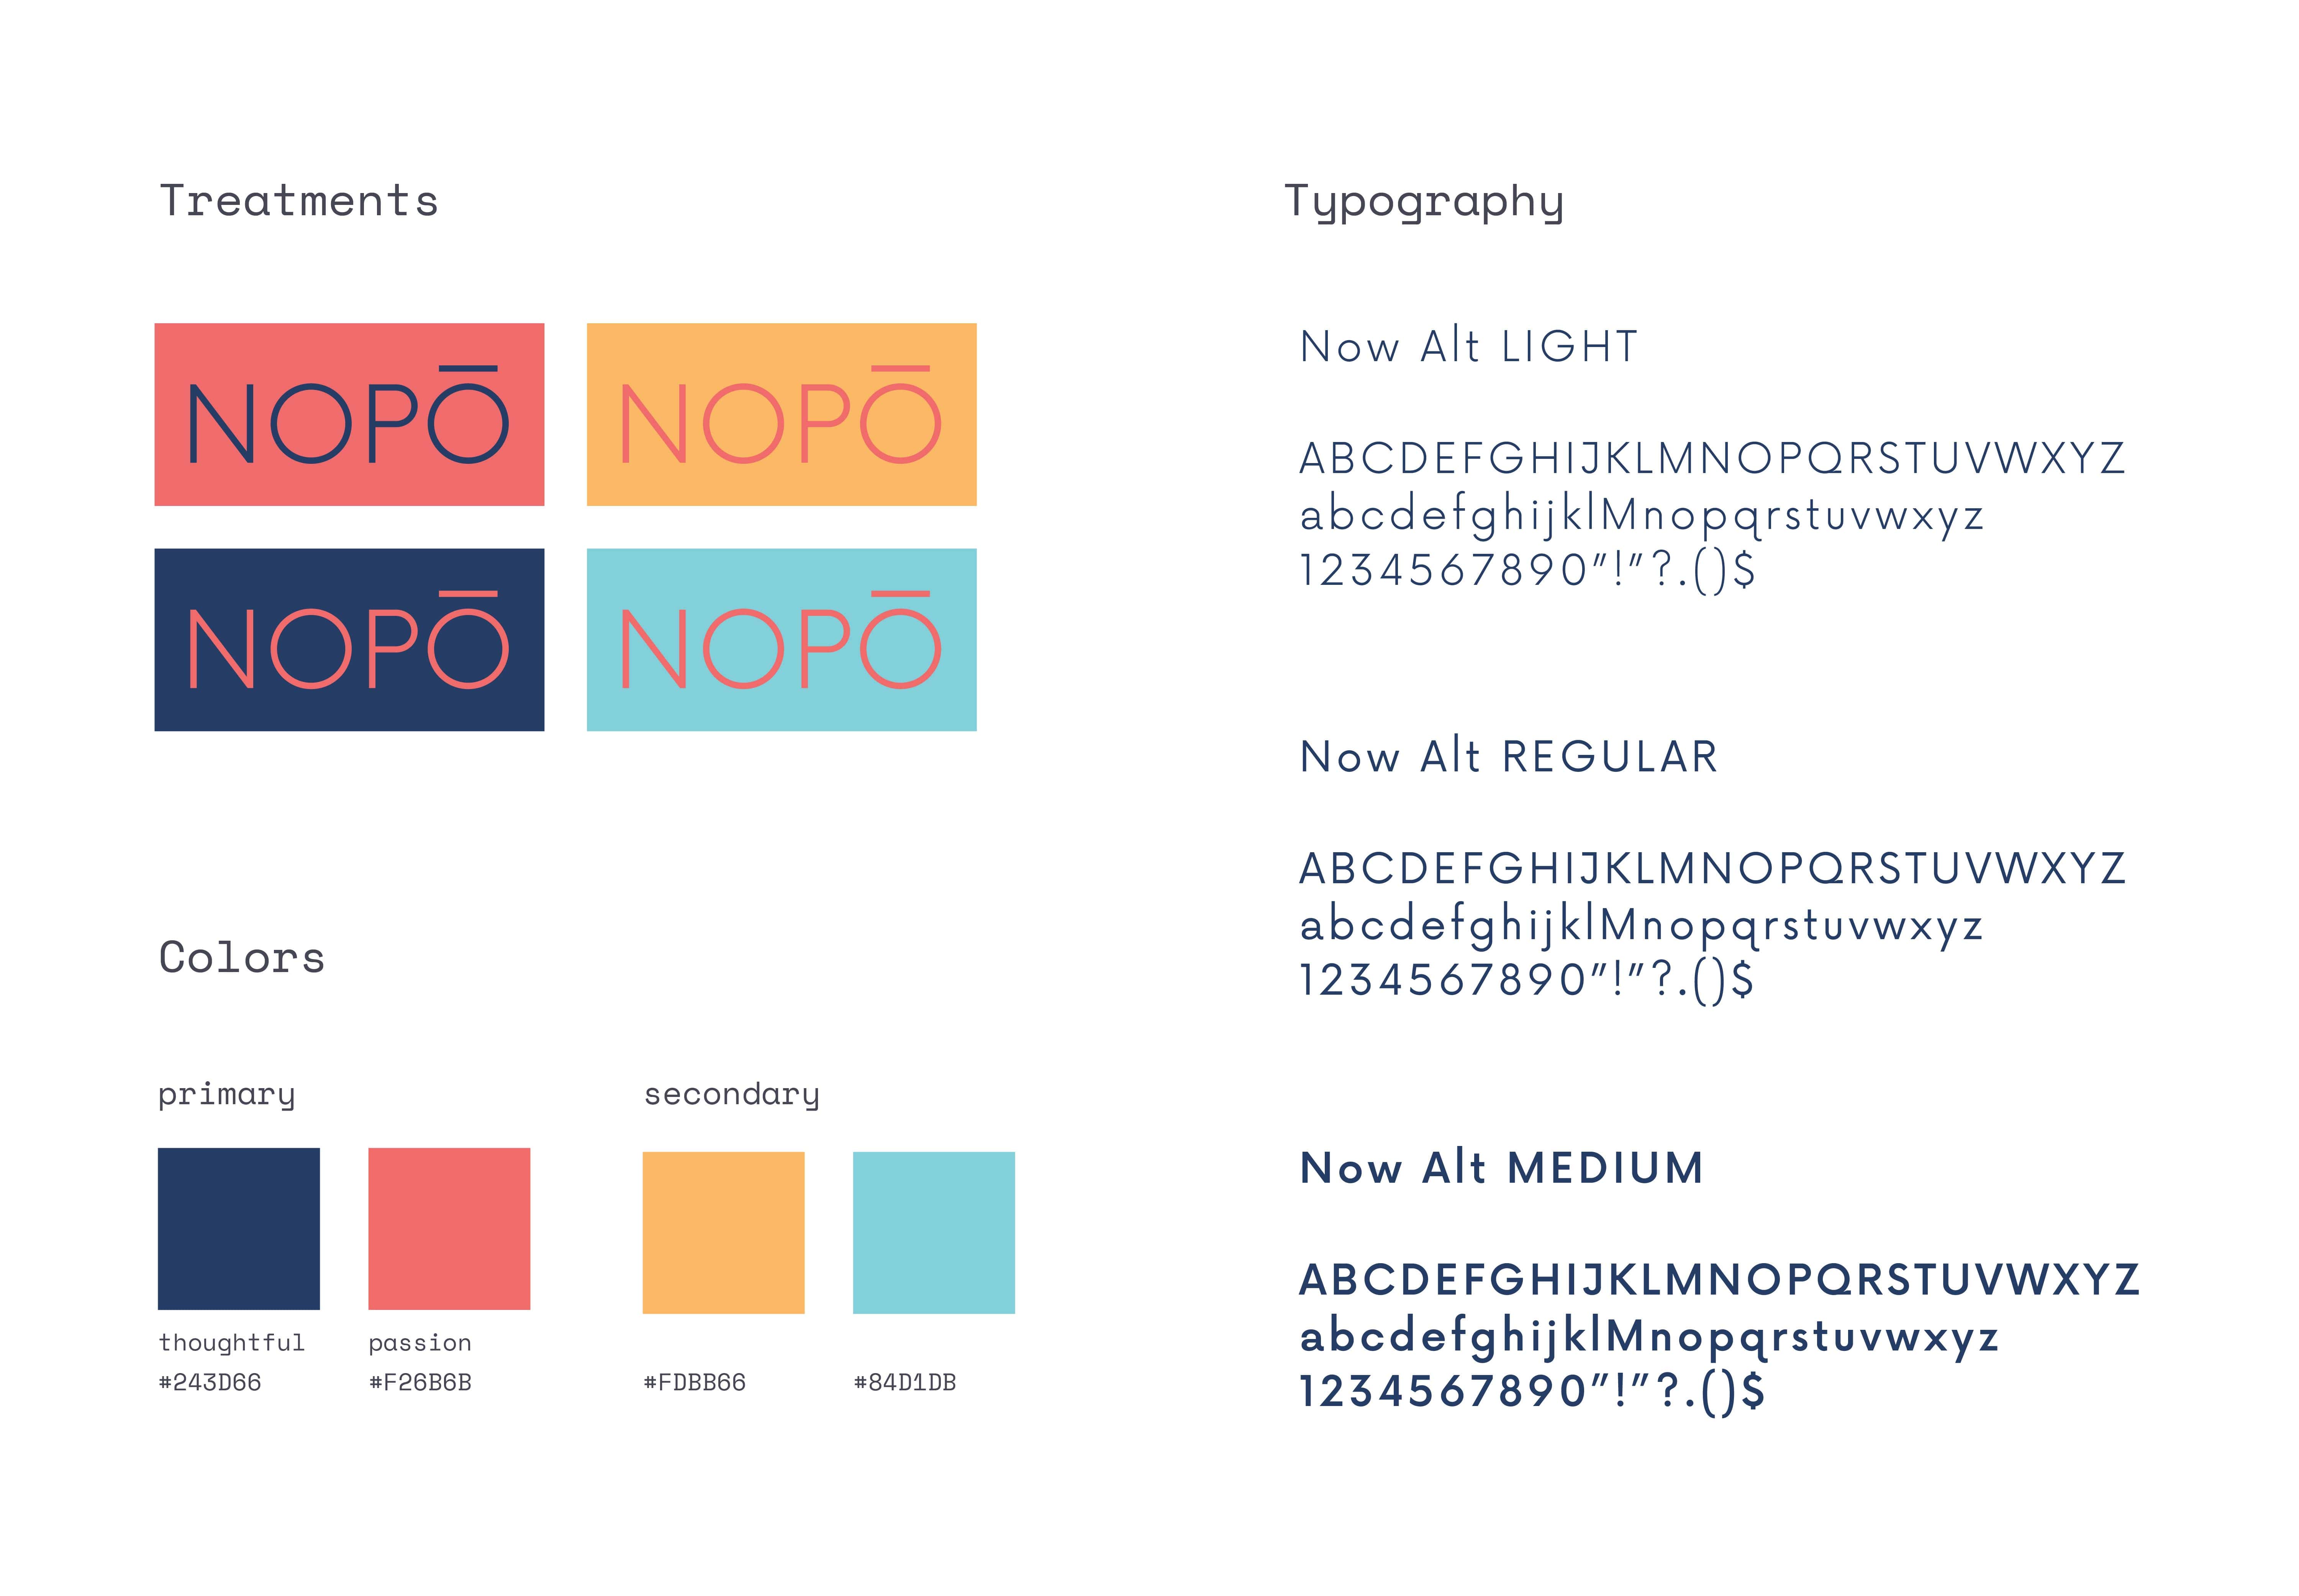 Treatments
NOPŌ
NOPŌ
NOPŌ
NOPŌ
Colors
primary
secondary
thoughtful
passion
#243D66
#F26B6B
#FDBB66
#84D1DB
Typography
Now Alt LIGHT
ABCDEFGHIJKLMNOPQRSTUVWXYZ
abcdefghijklMnopqrstuvwxyz
1234567890"!"?.()$
Now Alt REGULAR
ABCDEFGHIJKLMNOPQRSTUVWXYZ
abcdefghijklMnopqrstuvwxyz
1234567890"!"?.()$
Now Alt MEDIUM
ABCDEFGHIJKLMNOPQRSTUVWXYZ
abcdefghijklMnopqrstuvwxyz
1234567890"!"?.()$